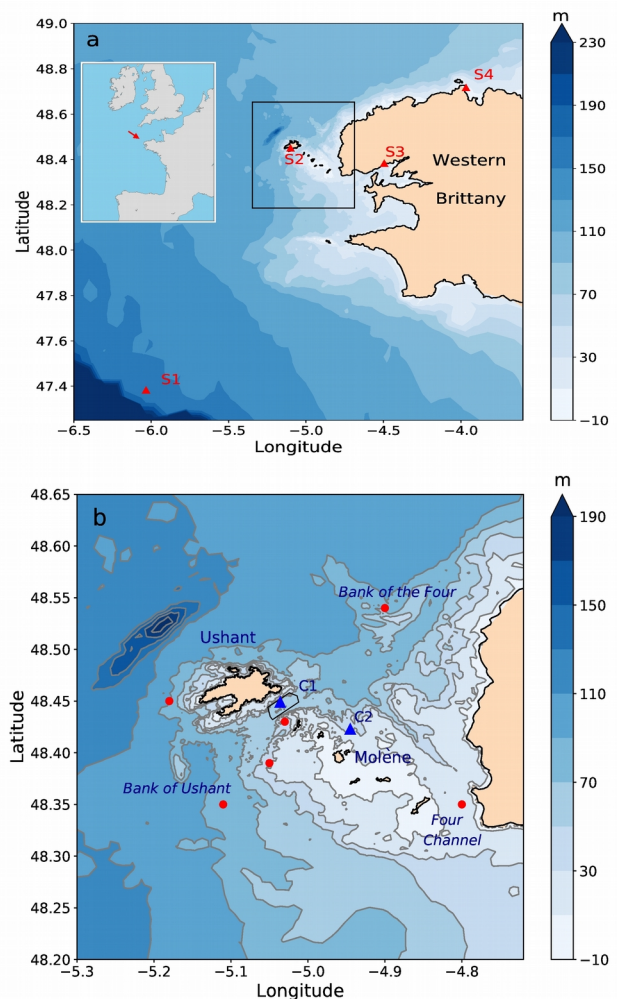 m
a
49.0
48.8
48.6
48.4
48.2
48.0
47.8
47.6
47.4
Latitude
S4
S3
S2
S1
Western
Brittany
230
190
150
110
70
30
−10
−6.5 −6.0 −5.5 −5.0 −4.5 −4.0
Longitude
m
b
48.65
48.60
48.55
48.50
48.45
48.40
48.35
48.30
48.25
48.20
Latitude
Bank of the Four
Ushant
C1
C2
Molene
Bank of Ushant
Four
Channel
190
150
110
70
30
−10
−5.3 −5.2 −5.1 −5.0 −4.9 −4.8
Longitude